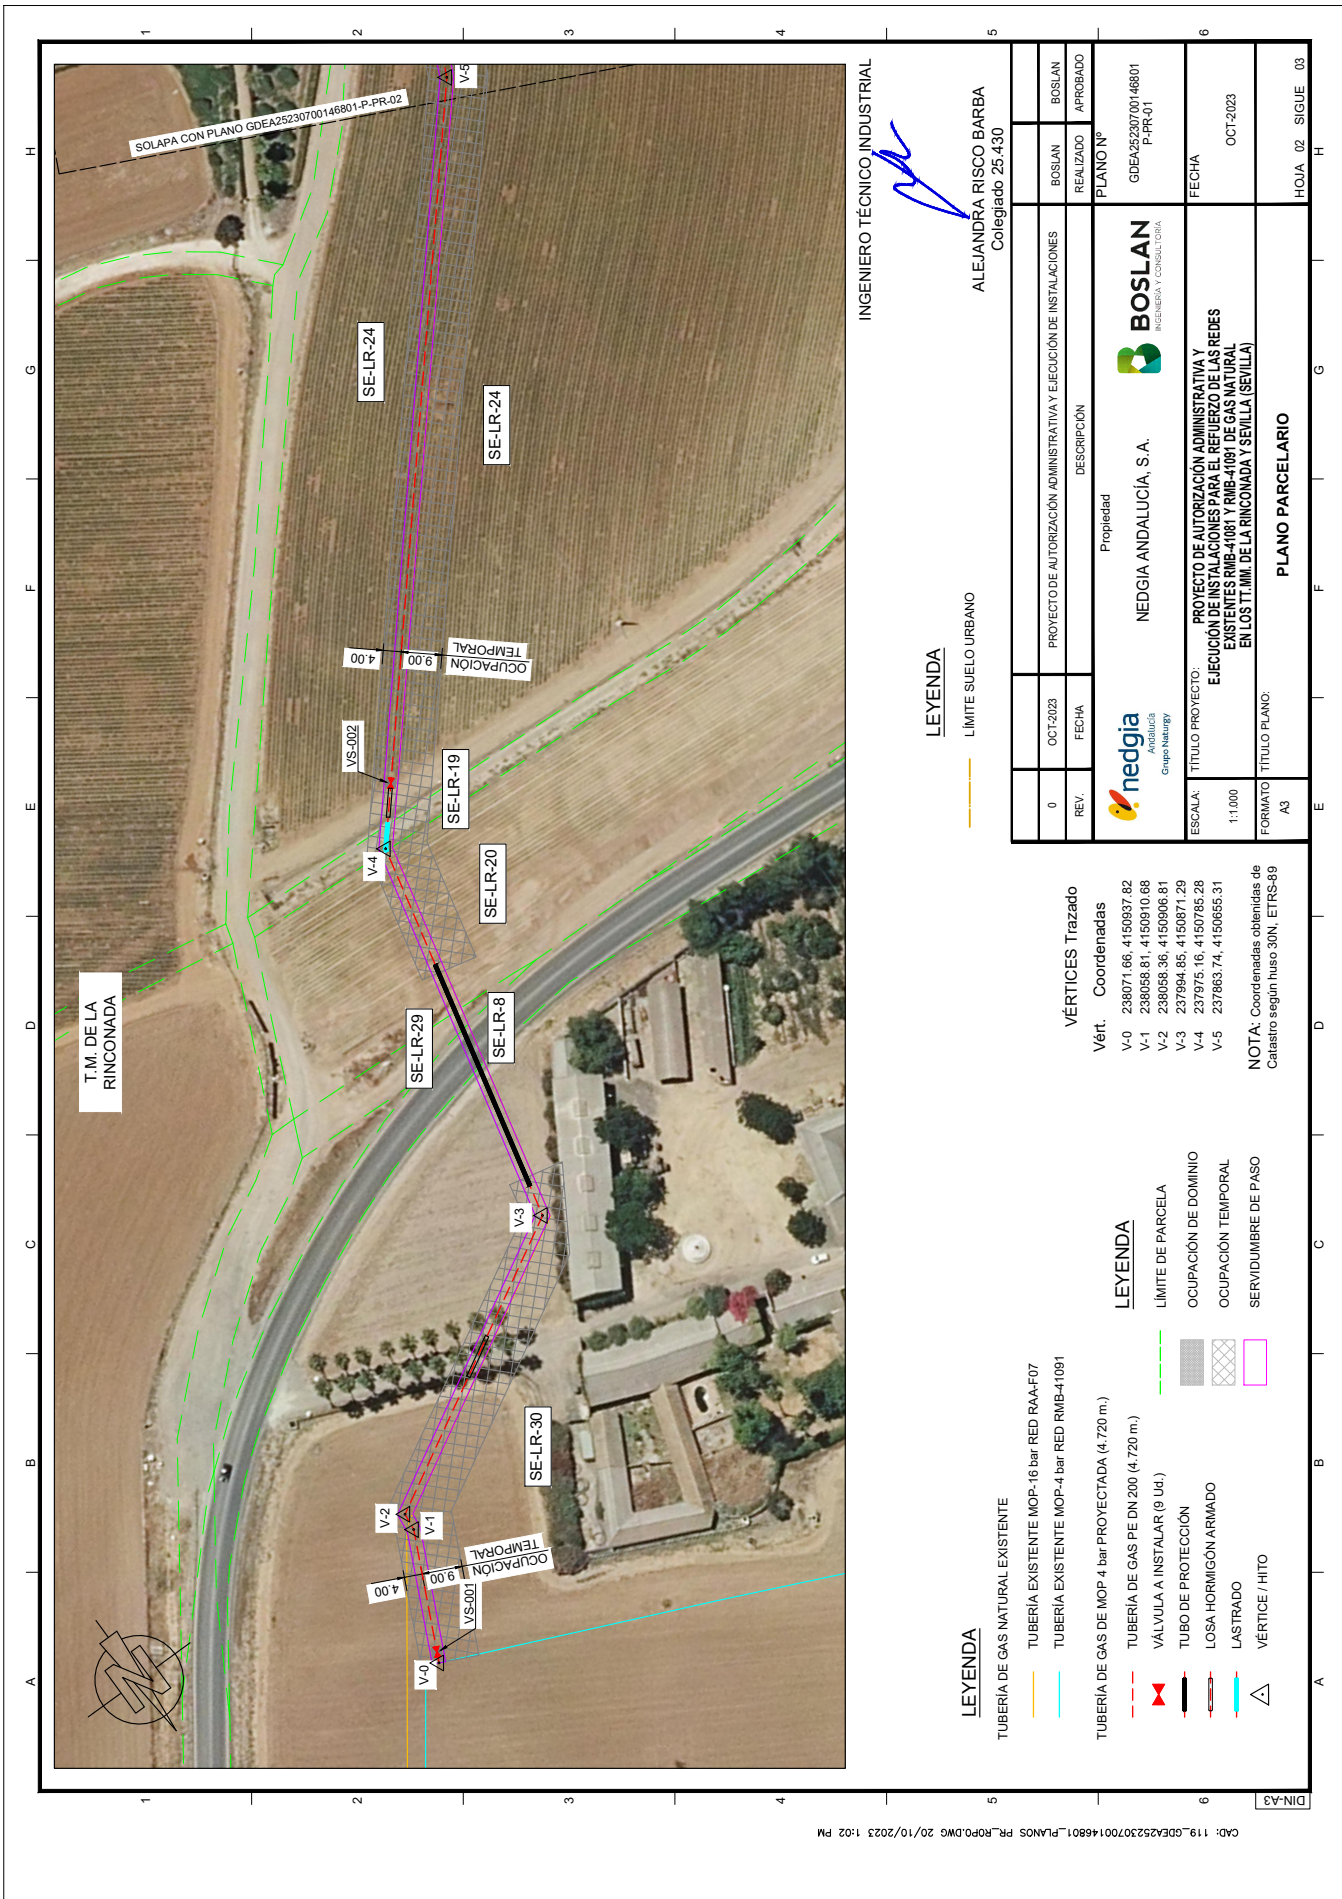 1
2
3
4
5
6
A
B
C
D
E
F
G
H
T.M. DE LA
RINCONADA
SOLAPA CON PLANO GDEA25230700146801-P-PR-02
V-0
VS-001
4.00
9.00
OCUPACIÓN
TEMPORAL
V-1
V-2
SE-LR-30
V-3
SE-LR-29
SE-LR-8
V-4
SE-LR-20
SE-LR-19
VS-002
4.00
9.00
OCUPACIÓN
TEMPORAL
SE-LR-24
SE-LR-24
V-5
LEYENDA
TUBERÍA DE GAS NATURAL EXISTENTE
TUBERÍA EXISTENTE MOP-16 bar RED RAA-F07
TUBERÍA EXISTENTE MOP-4 bar RED RMB-41091
TUBERÍA DE GAS DE MOP 4 bar PROYECTADA (4.720 m.)
TUBERÍA DE GAS PE DN 200 (4.720 m.)
VÁLVULA A INSTALAR (9 Ud.)
TUBO DE PROTECCIÓN
LOSA HORMIGÓN ARMADO
LASTRADO
VÉRTICE / HITO
LEYENDA
LÍMITE DE PARCELA
OCUPACIÓN DE DOMINIO
OCUPACIÓN TEMPORAL
SERVIDUMBRE DE PASO
VÉRTICES Trazado
Vért. Coordenadas
V-0 238071.66, 4150937.82
V-1 238058.81, 4150910.68
V-2 238058.36, 4150906.81
V-3 237994.85, 4150871.29
V-4 237975.16, 4150785.28
V-5 237863.74, 4150655.31
NOTA: Coordenadas obtenidas de
Catastro según huso 30N, ETRS-89
LEYENDA
LÍMITE SUELO URBANO
INGENIERO TÉCNICO INDUSTRIAL
ALEJANDRA RISCO BARBA
Colegiado 25.430
0 OCT-2023 PROYECTO DE AUTORIZACIÓN ADMINISTRATIVA Y EJECUCIÓN DE INSTALACIONES BOSLAN BOSLAN
REV. FECHA DESCRIPCIÓN REALIZADO APROBADO
nedgia
Andalucía
Grupo Naturgy
Propiedad
NEDGIA ANDALUCÍA, S.A.
BOSLAN
INGENIERÍA Y CONSULTORÍA
PLANO Nº
GDEA25230700146801
P-PR-01
ESCALA:
1:1.000
TÍTULO PROYECTO:
PROYECTO DE AUTORIZACIÓN ADMINISTRATIVA Y
EJECUCIÓN DE INSTALACIONES PARA EL REFUERZO DE LAS REDES
EXISTENTES RMB-41081 Y RMB-41091 DE GAS NATURAL
EN LOS TT.MM. DE LA RINCONADA Y SEVILLA (SEVILLA)
FECHA
OCT-2023
FORMATO
A3
TÍTULO PLANO:
PLANO PARCELARIO
HOJA 02 SIGUE 03
A
B
C
D
E
F
G
H
1
2
3
4
5
6
DIN-A3
CAD: 119_GDEA25230700146801_PLANOS PR_R0P0.DWG 20/10/2023 1:02 PM